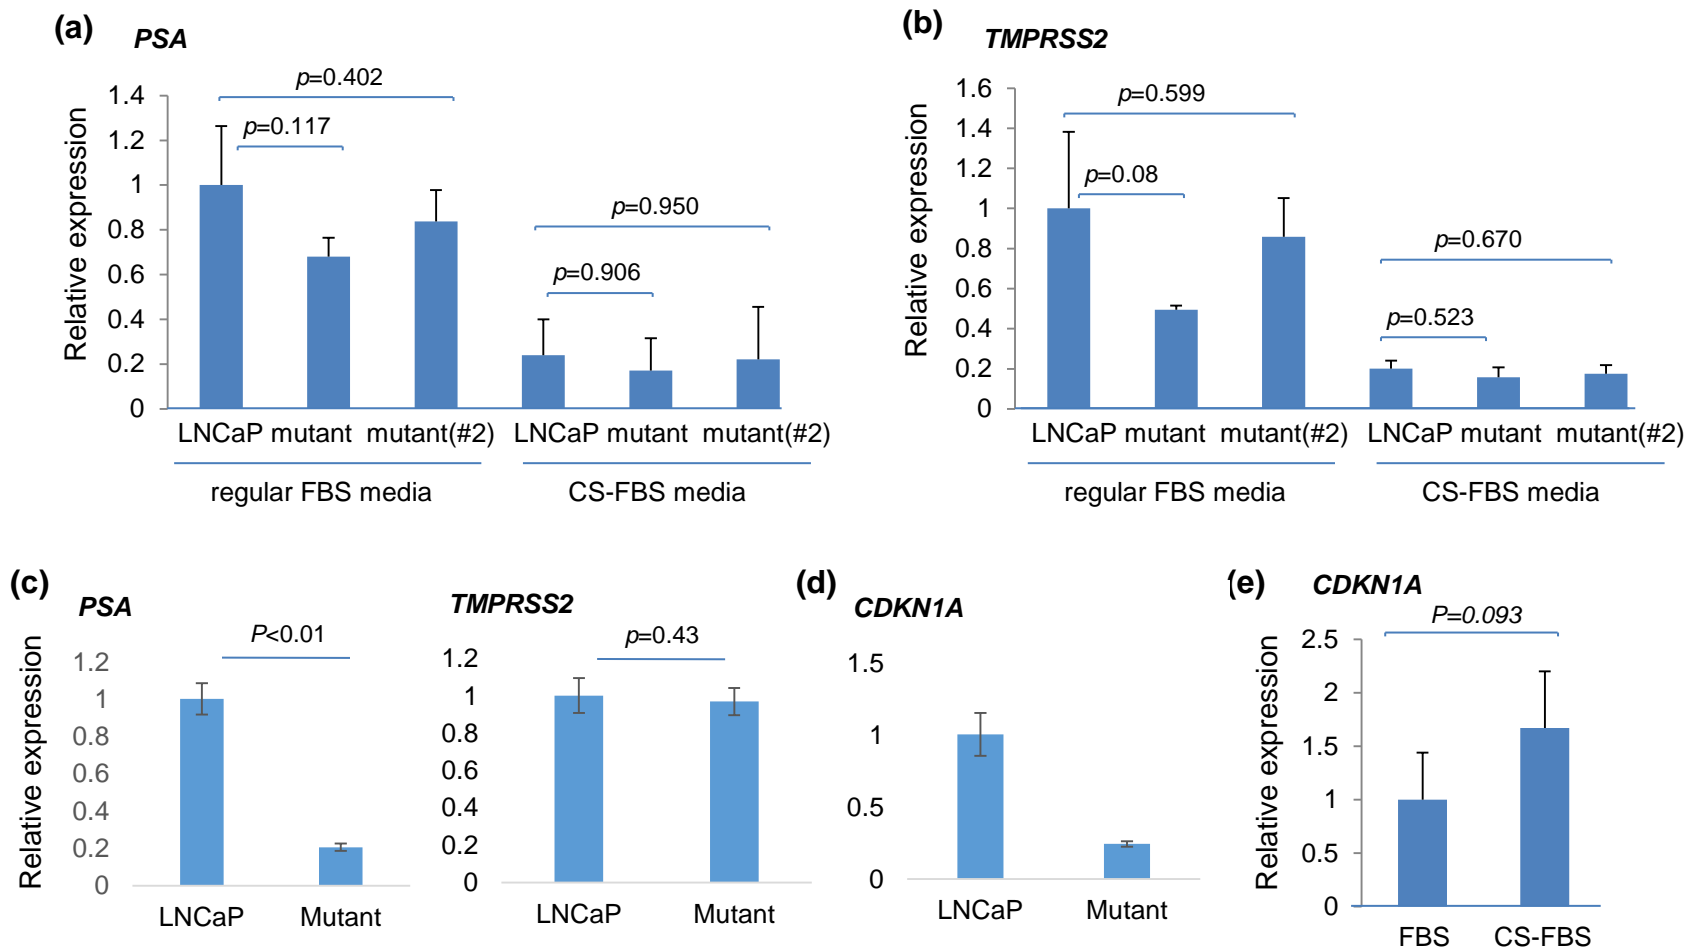 (a) PSA
p=0.402
p=0.117
p=0.950
p=0.906
Relative expression
1.4
1.2
1
0.8
0.6
0.4
0.2
0
LNCaP mutant mutant(#2) LNCaP mutant mutant(#2)
regular FBS media CS-FBS media
(b) TMPRSS2
p=0.599
p=0.08
p=0.670
p=0.523
Relative expression
1.6
1.4
1.2
1
0.8
0.6
0.4
0.2
0
LNCaP mutant mutant(#2) LNCaP mutant mutant(#2)
regular FBS media CS-FBS media
(c) PSA
P<0.01
Relative expression
1.2
1
0.8
0.6
0.4
0.2
0
LNCaP Mutant
TMPRSS2
p=0.43
1.2
1
0.8
0.6
0.4
0.2
0
LNCaP Mutant
(d) CDKN1A
1.5
1
0.5
0
LNCaP Mutant
(e) CDKN1A
P=0.093
Relative expression
2.5
2
1.5
1
0.5
0
FBS CS-FBS